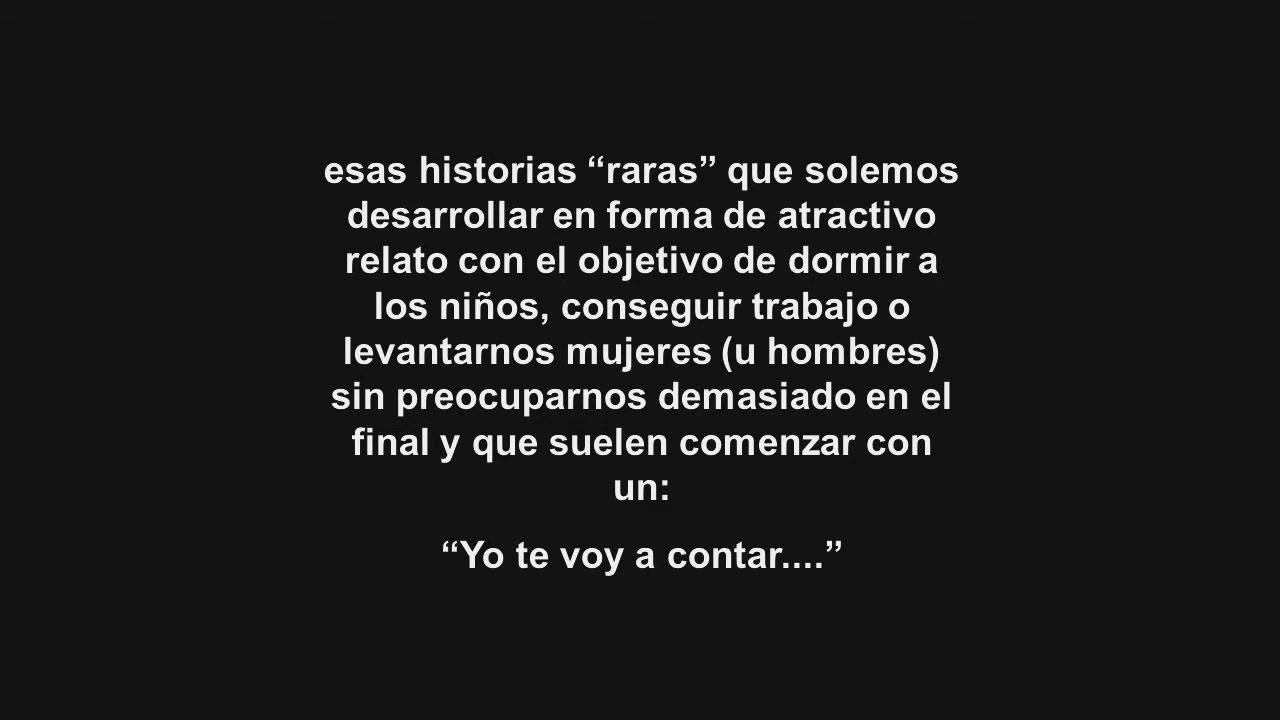 esas historias “raras” que solemos
desarrollar en forma de atractivo
relato con el objetivo de dormir a
los niños, conseguir trabajo o
levantarnos mujeres (u hombres)
sin preocuparnos demasiado en el
final y que suelen comenzar con
un:
“Yo te voy a contar....”